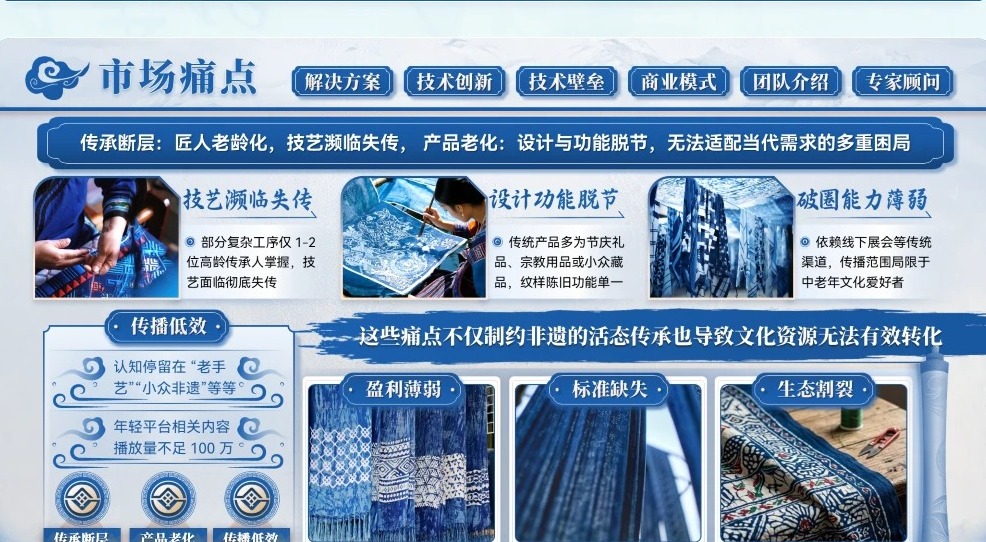 市场痛点
解决方案
技术创新
技术壁垒
商业模式
团队介绍
专家顾问
传承断层：匠人老龄化，技艺濒临失传， 产品老化：设计与功能脱节，无法适配当代需求的多重困局
技艺濒临失传
部分复杂工序仅 1-2
位高龄传承人掌握，技
艺面临彻底失传
设计功能脱节
传统产品多为节庆礼
品、宗教用品或小众藏
品，纹样陈旧功能单一
破圈能力薄弱
依赖线下展会等传统
渠道，传播范围局限于
中老年文化爱好者
传播低效
认知停留在 “老手
艺”“小众非遗”等等
年轻平台相关内容
播放量不足 100 万
传承断层
产品老化
传播低效
这些痛点不仅制约非遗的活态传承也导致文化资源无法有效转化
盈利薄弱
标准缺失
生态割裂